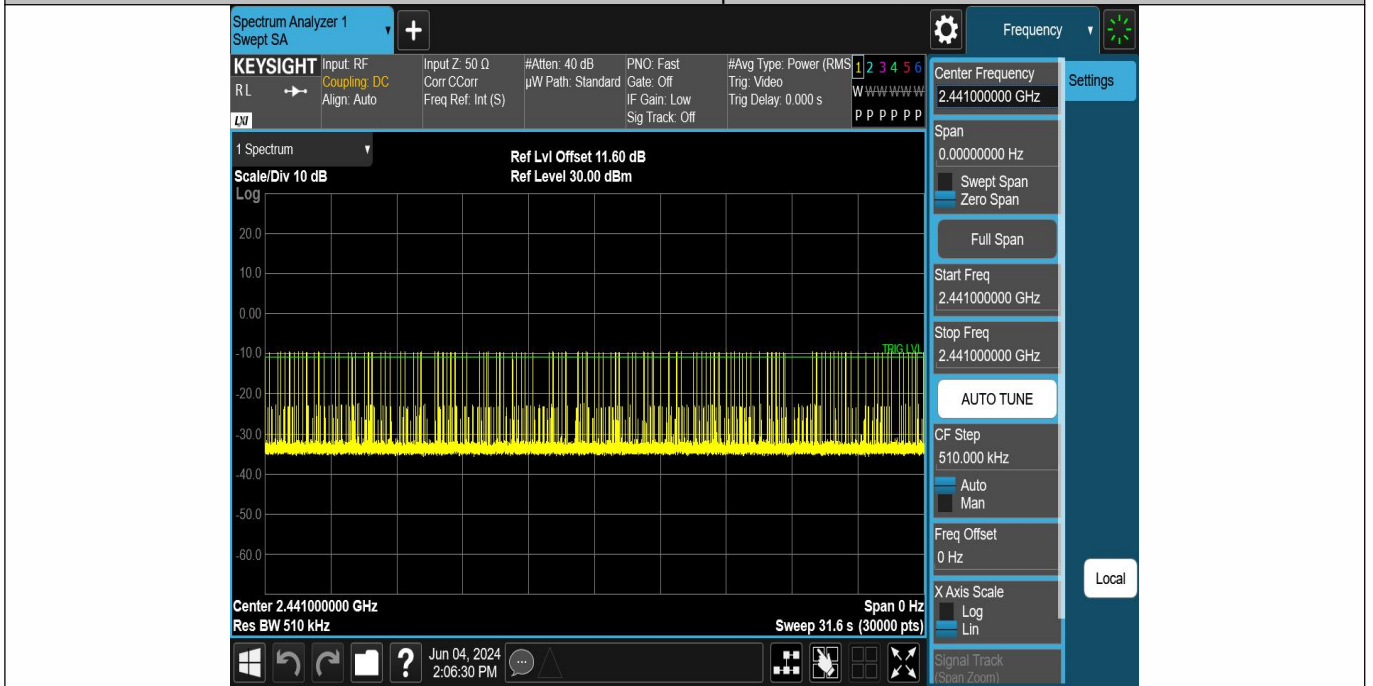 Spectrum Analyzer 1
Swept SA
+
Frequency
KEYSIGHT
RL
LXI
Input: RF
Coupling: DC
Align: Auto
Input Z: 50 Ω
Corr CCorr
Freq Ref: Int (S)
#Atten: 40 dB
µW Path: Standard
PNO: Fast
Gate: Off
IF Gain: Low
Sig Track: Off
#Avg Type: Power (RMS
Trig: Video
Trig Delay: 0.000 s
1 2 3 4 5 6
W W W W W W
P P P P P P
1 Spectrum
Scale/Div 10 dB
Log
Ref Lvl Offset 11.60 dB
Ref Level 30.00 dBm
20.0
10.0
0.00
-10.0
TRIG LVL
-20.0
-30.0
-40.0
-50.0
-60.0
Center 2.441000000 GHz
Res BW 510 kHz
Span 0 Hz
Sweep 31.6 s (30000 pts)
Center Frequency
2.441000000 GHz
Settings
Span
0.00000000 Hz
Swept Span
Zero Span
Full Span
Start Freq
2.441000000 GHz
Stop Freq
2.441000000 GHz
AUTO TUNE
CF Step
510.000 kHz
Auto
Man
Freq Offset
0 Hz
X Axis Scale
Log
Lin
Signal Track
(Span Zoom)
Local
?
Jun 04, 2024
2:06:30 PM